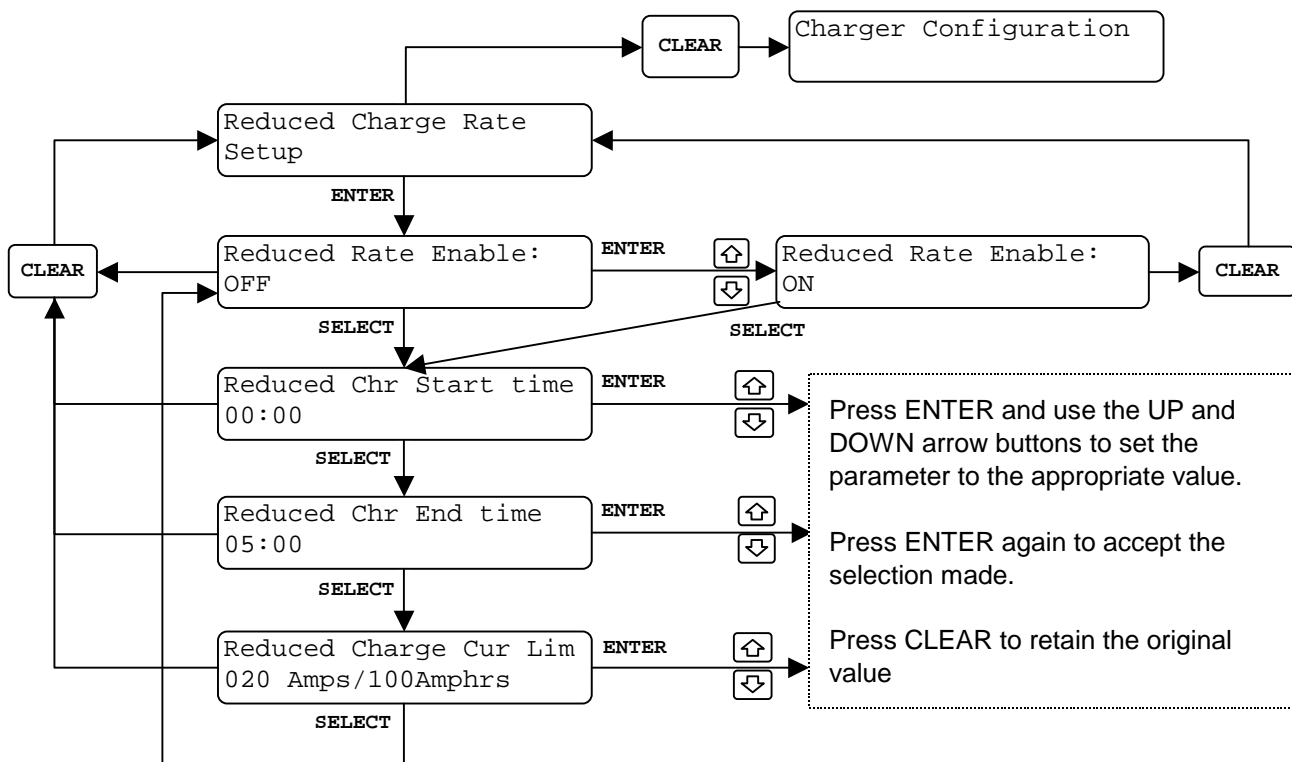 CLEAR
Charger Configuration
Reduced Charge Rate
Setup
ENTER
CLEAR
Reduced Rate Enable:
OFF
ENTER
Reduced Rate Enable:
ON
CLEAR
SELECT
SELECT
Reduced Chr Start time
00:00
ENTER
SELECT
Reduced Chr End time
05:00
ENTER
SELECT
Reduced Charge Cur Lim
020 Amps/100Amphrs
ENTER
SELECT
Press ENTER and use the UP and
DOWN arrow buttons to set the
parameter to the appropriate value.
Press ENTER again to accept the
selection made.
Press CLEAR to retain the original
value